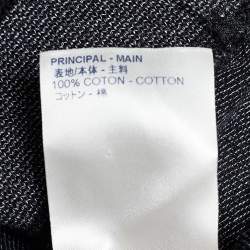 PRINCIPAL - MAIN
表地/本体 - 主料
100% COTON - COTTON
コットン - 棉